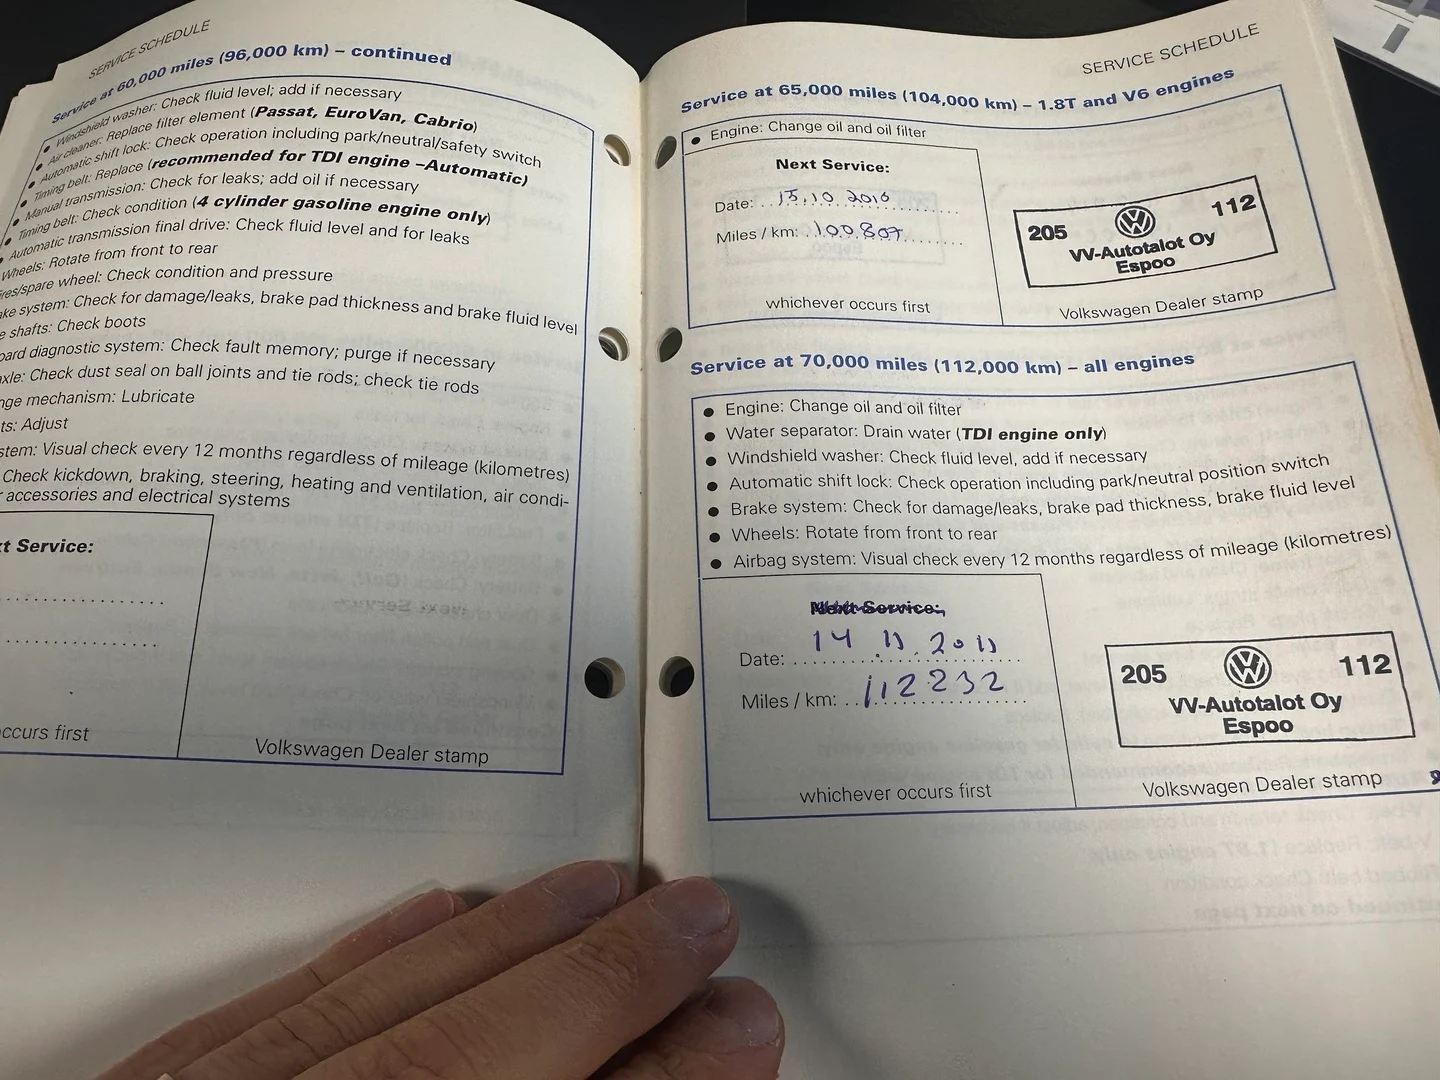 SERVICE SCHEDULE
Service at 60,000 miles (96,000 km) – continued
• Windshield washer: Check fluid level; add if necessary
• Air cleaner: Replace filter element (Passat, EuroVan, Cabrio)
• Automatic shift lock: Check operation including park/neutral/safety switch
• Timing belt: Replace (recommended for TDI engine –Automatic)
• Manual transmission: Check for leaks; add oil if necessary
• Timing belt: Check condition (4 cylinder gasoline engine only)
• Automatic transmission final drive: Check fluid level and for leaks
Wheels: Rotate from front to rear
res/spare wheel: Check condition and pressure
ke system: Check for damage/leaks, brake pad thickness and brake fluid level
e shafts: Check boots
oard diagnostic system: Check fault memory; purge if necessary
xle: Check dust seal on ball joints and tie rods; check tie rods
nge mechanism: Lubricate
ts: Adjust
stem: Visual check every 12 months regardless of mileage (kilometres)
Check kickdown, braking, steering, heating and ventilation, air condi-
r accessories and electrical systems
t Service:
ccurs first
Volkswagen Dealer stamp
SERVICE SCHEDULE
Service at 65,000 miles (104,000 km) – 1.8T and V6 engines
• Engine: Change oil and oil filter
Next Service:
Date: 15.10.2010
Miles / km: 100.807
whichever occurs first
205 112
VV-Autotalot Oy
Espoo
Volkswagen Dealer stamp
Service at 70,000 miles (112,000 km) – all engines
• Engine: Change oil and oil filter
• Water separator: Drain water (TDI engine only)
• Windshield washer: Check fluid level, add if necessary
• Automatic shift lock: Check operation including park/neutral position switch
• Brake system: Check for damage/leaks, brake pad thickness, brake fluid level
• Wheels: Rotate from front to rear
• Airbag system: Visual check every 12 months regardless of mileage (kilometres)
Next Service:
Date: 14 11.2011
Miles / km: 112232
whichever occurs first
205 112
VV-Autotalot Oy
Espoo
Volkswagen Dealer stamp